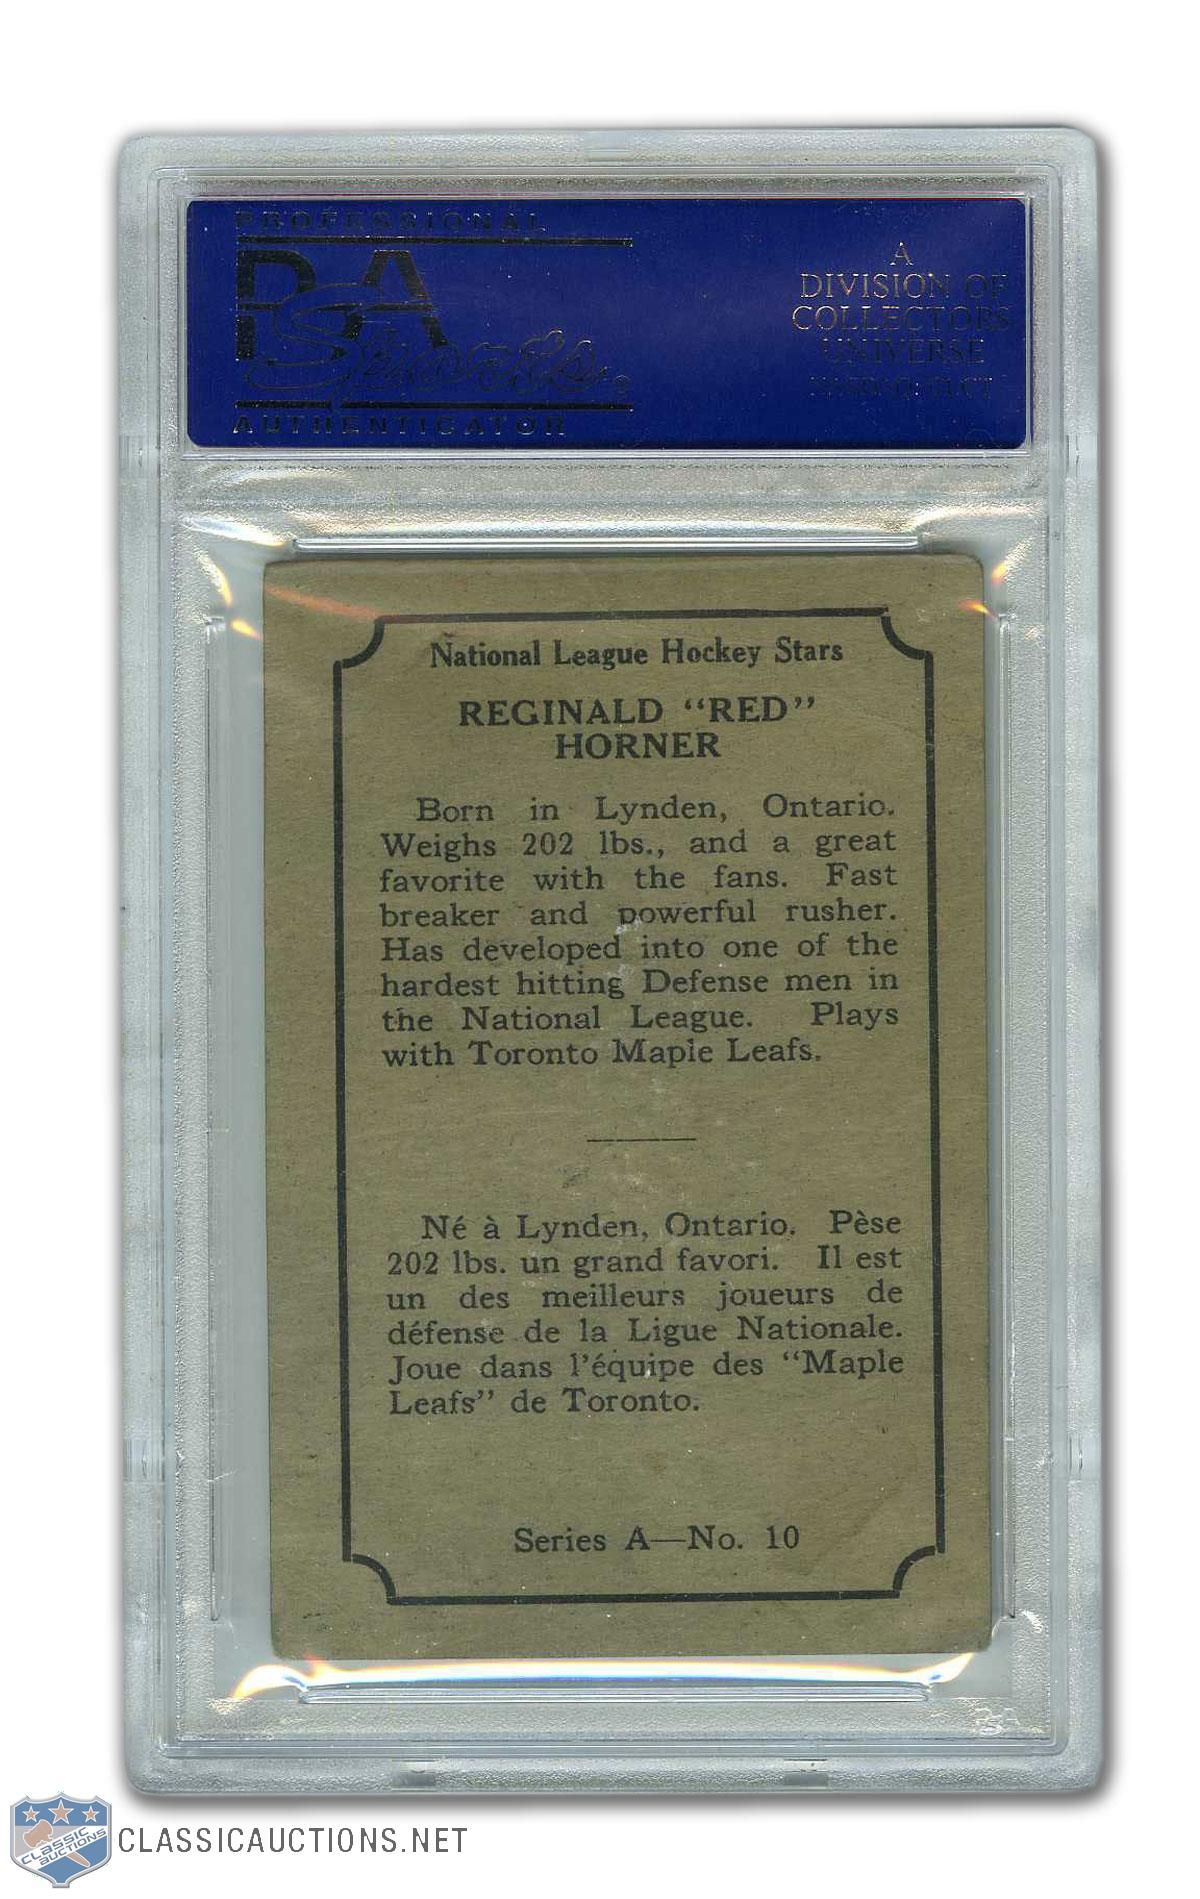 PROFESSIONAL
PSA
Sports®
AUTHENTICATOR
A
DIVISION OF
COLLECTORS
UNIVERSE
National League Hockey Stars
REGINALD "RED"
HORNER
Born in Lynden, Ontario.
Weighs 202 lbs., and a great
favorite with the fans. Fast
breaker and powerful rusher.
Has developed into one of the
hardest hitting Defense men in
the National League. Plays
with Toronto Maple Leafs.
Né à Lynden, Ontario. Pèse
202 lbs. un grand favori. Il est
un des meilleurs joueurs de
défense de la Ligue Nationale.
Joue dans l'équipe des "Maple
Leafs" de Toronto.
Series A—No. 10
PSA
CLASSIC
AUCTIONS
CLASSICAUCTIONS.NET